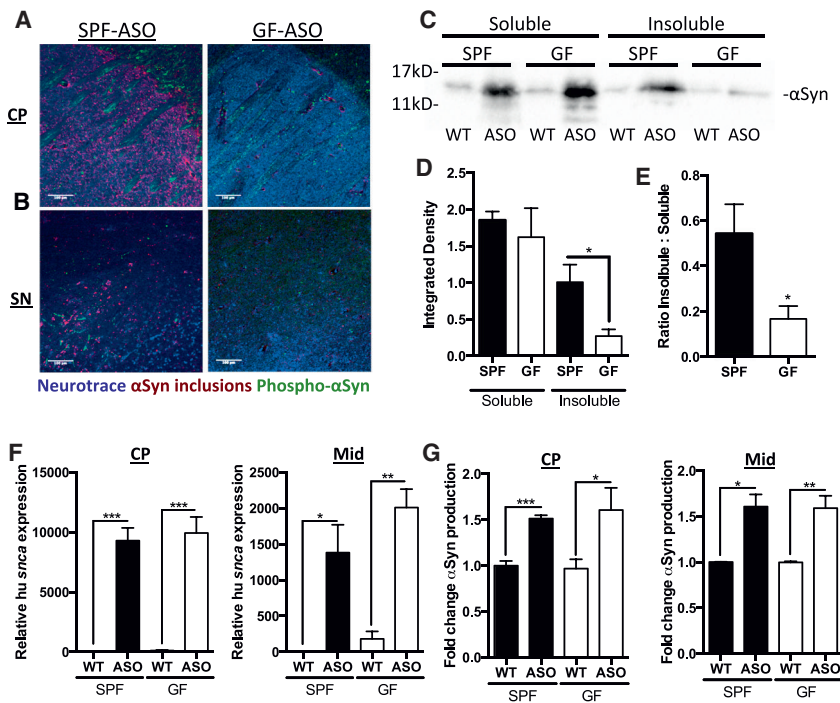 A
SPF-ASO
GF-ASO
CP
B
SN
Neurotrace αSyn inclusions Phospho-αSyn
C
Soluble
Insoluble
SPF
GF
SPF
GF
17kD-
11kD-
-αSyn
WT ASO WT ASO WT ASO WT ASO
D
Integrated Density
2.5
2.0
1.5
1.0
0.5
0.0
*
SPF GF SPF GF
Soluble Insoluble
E
Ratio Insolbule : Soluble
0.8
0.6
0.4
0.2
0.0
*
SPF GF
F
CP
Relative hu snca expression
15000
10000
5000
0
*** ***
WT ASO WT ASO
SPF GF
Mid
Relative hu snca expression
2500
2000
1500
1000
500
0
* **
WT ASO WT ASO
SPF GF
G
CP
Fold change αSyn production
2.0
1.5
1.0
0.5
0.0
*** *
WT ASO WT ASO
SPF GF
Mid
Fold change αSyn production
2.0
1.5
1.0
0.5
0.0
* **
WT ASO WT ASO
SPF GF